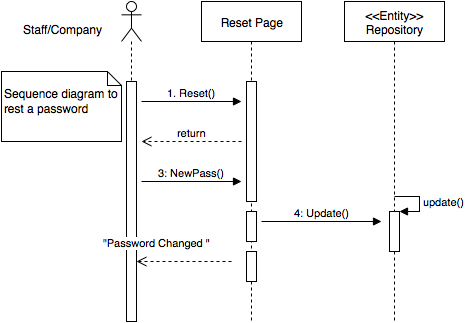 Staff/Company
Reset Page
<<Entity>>
Repository
Sequence diagram to
rest a password
1. Reset()
return
3: NewPass()
update()
4: Update()
"Password Changed "